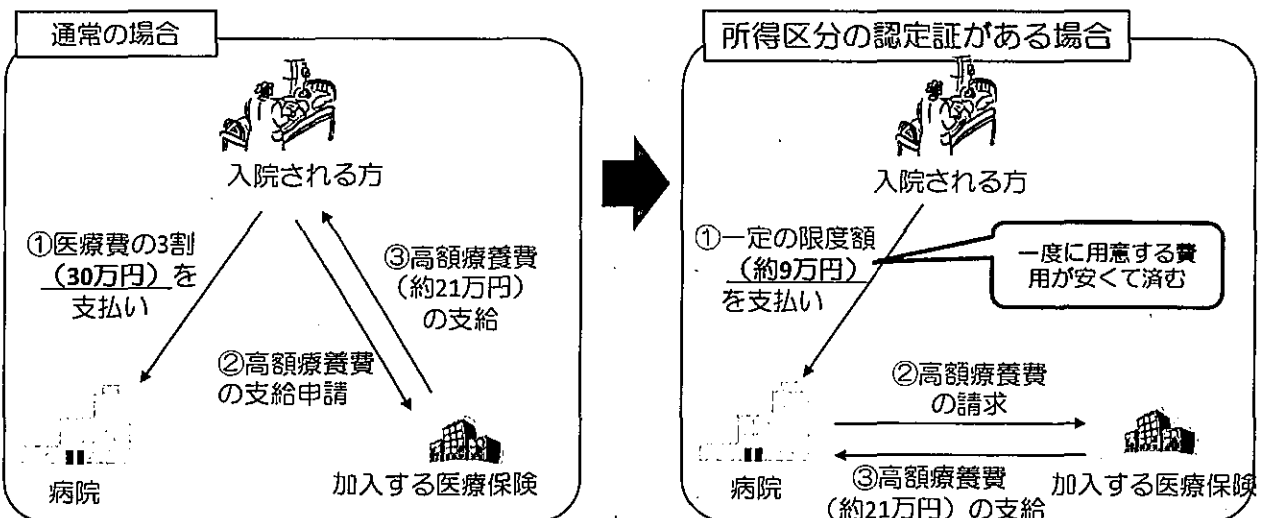 通常の場合
入院される方
①医療費の3割
（30万円）を
支払い
③高額療養費
（約21万円）
の支給
②高額療養費
の支給申請
病院
加入する医療保険
所得区分の認定証がある場合
入院される方
①一定の限度額
（約9万円）
を支払い
一度に用意する費
用が安くて済む
②高額療養費
の請求
病院
③高額療養費
（約21万円）の支給
加入する医療保険